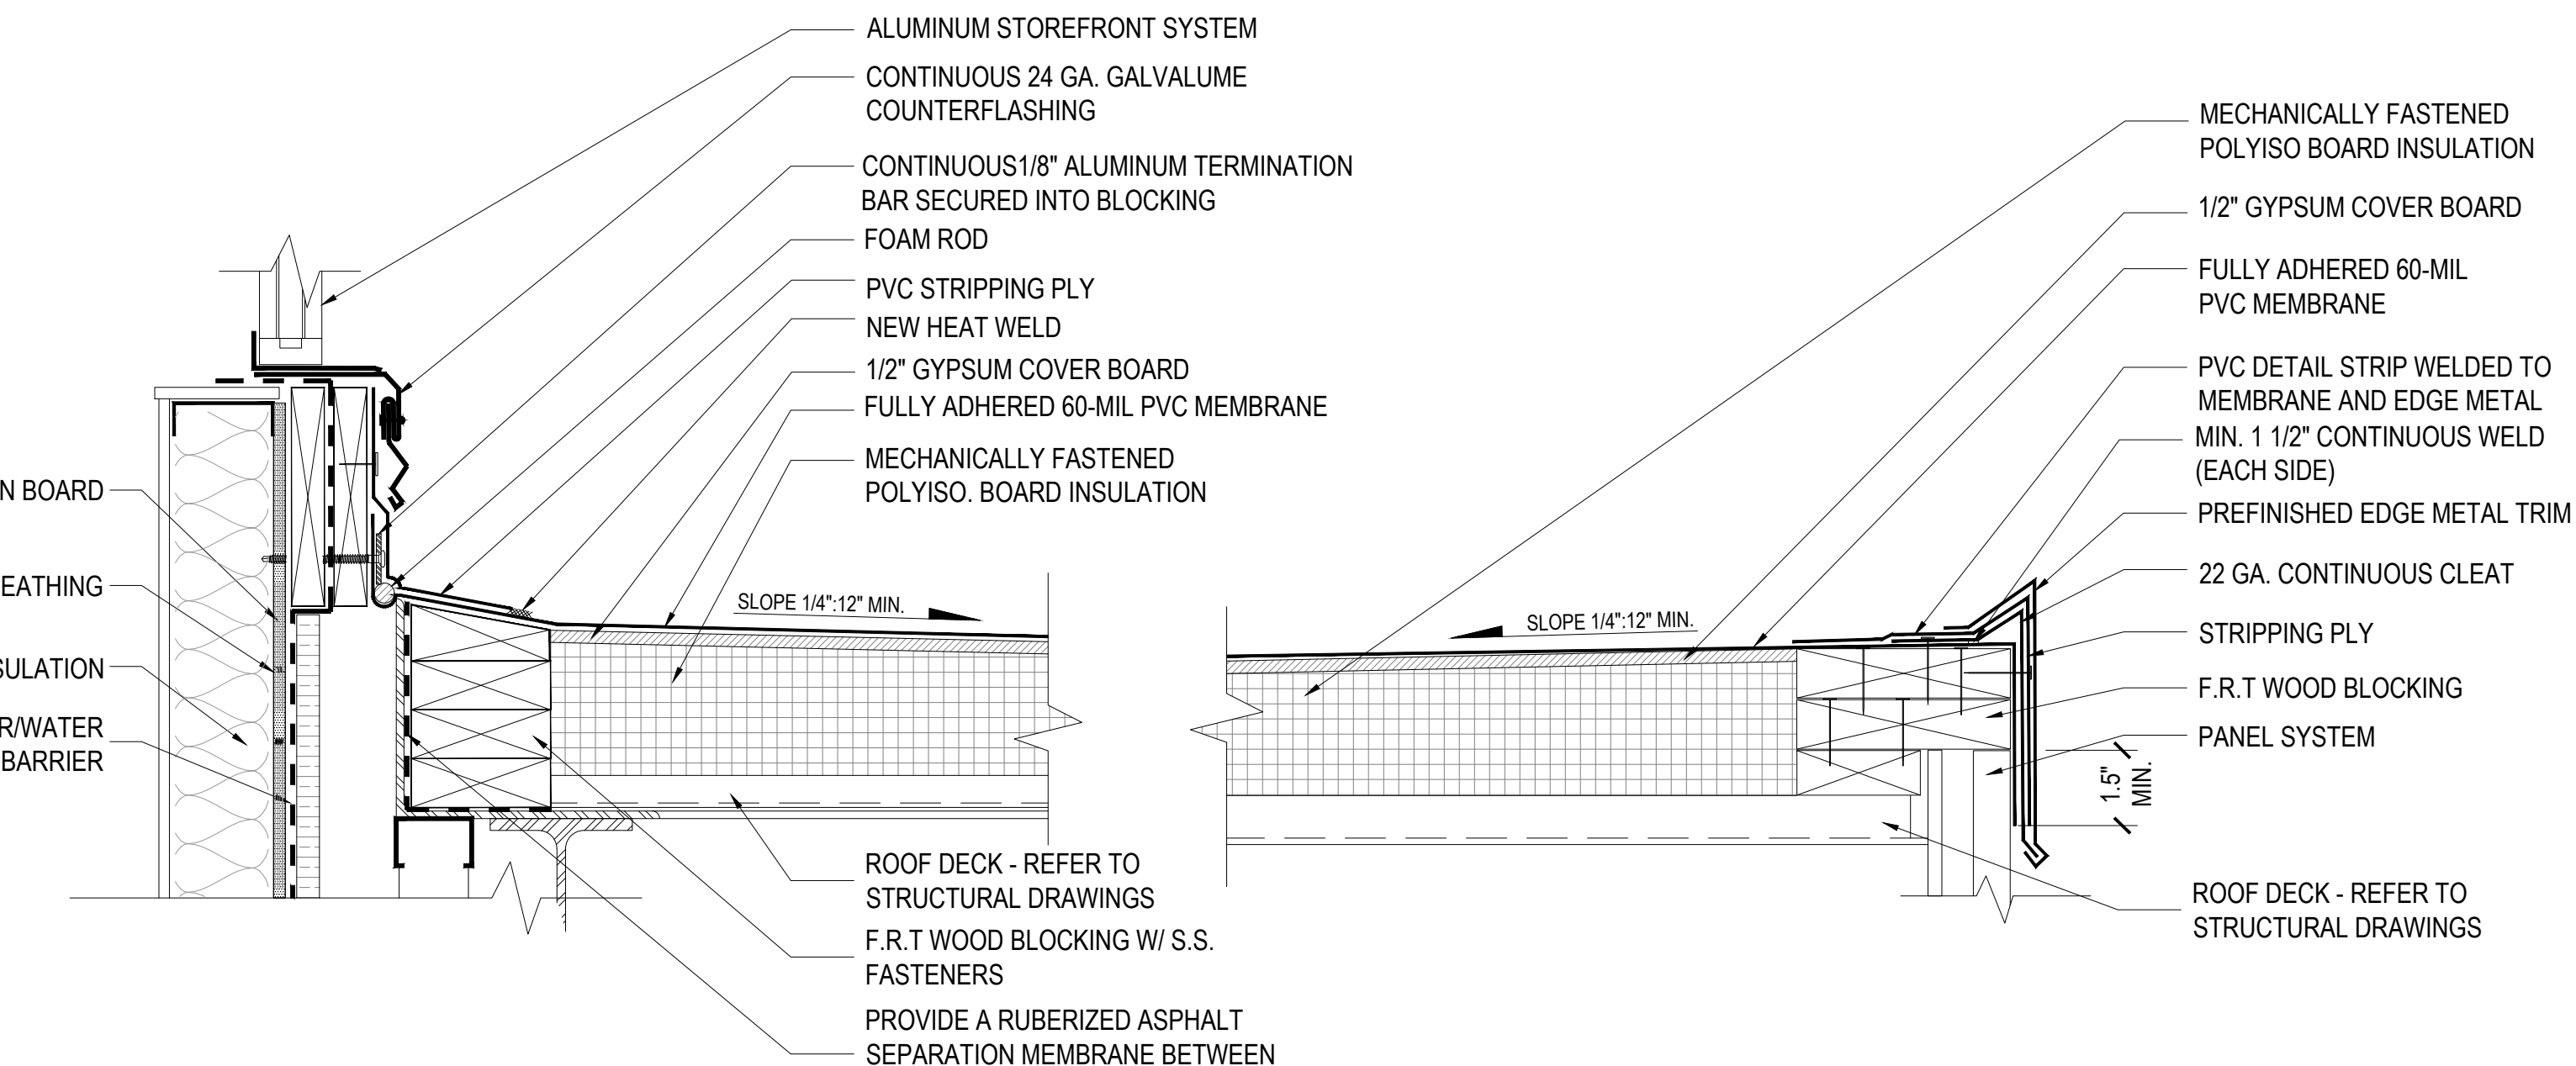 ALUMINUM STOREFRONT SYSTEM
CONTINUOUS 24 GA. GALVALUME
COUNTERFLASHING
CONTINUOUS1/8" ALUMINUM TERMINATION
BAR SECURED INTO BLOCKING
FOAM ROD
PVC STRIPPING PLY
NEW HEAT WELD
1/2" GYPSUM COVER BOARD
FULLY ADHERED 60-MIL PVC MEMBRANE
MECHANICALLY FASTENED
POLYISO. BOARD INSULATION
N BOARD
EATHING
SULATION
R/WATER
BARRIER
SLOPE 1/4":12" MIN.
ROOF DECK - REFER TO
STRUCTURAL DRAWINGS
F.R.T WOOD BLOCKING W/ S.S.
FASTENERS
PROVIDE A RUBERIZED ASPHALT
SEPARATION MEMBRANE BETWEEN
SLOPE 1/4":12" MIN.
MECHANICALLY FASTENED
POLYISO BOARD INSULATION
1/2" GYPSUM COVER BOARD
FULLY ADHERED 60-MIL
PVC MEMBRANE
PVC DETAIL STRIP WELDED TO
MEMBRANE AND EDGE METAL
MIN. 1 1/2" CONTINUOUS WELD
(EACH SIDE)
PREFINISHED EDGE METAL TRIM
22 GA. CONTINUOUS CLEAT
STRIPPING PLY
F.R.T WOOD BLOCKING
PANEL SYSTEM
1.5"
MIN.
ROOF DECK - REFER TO
STRUCTURAL DRAWINGS